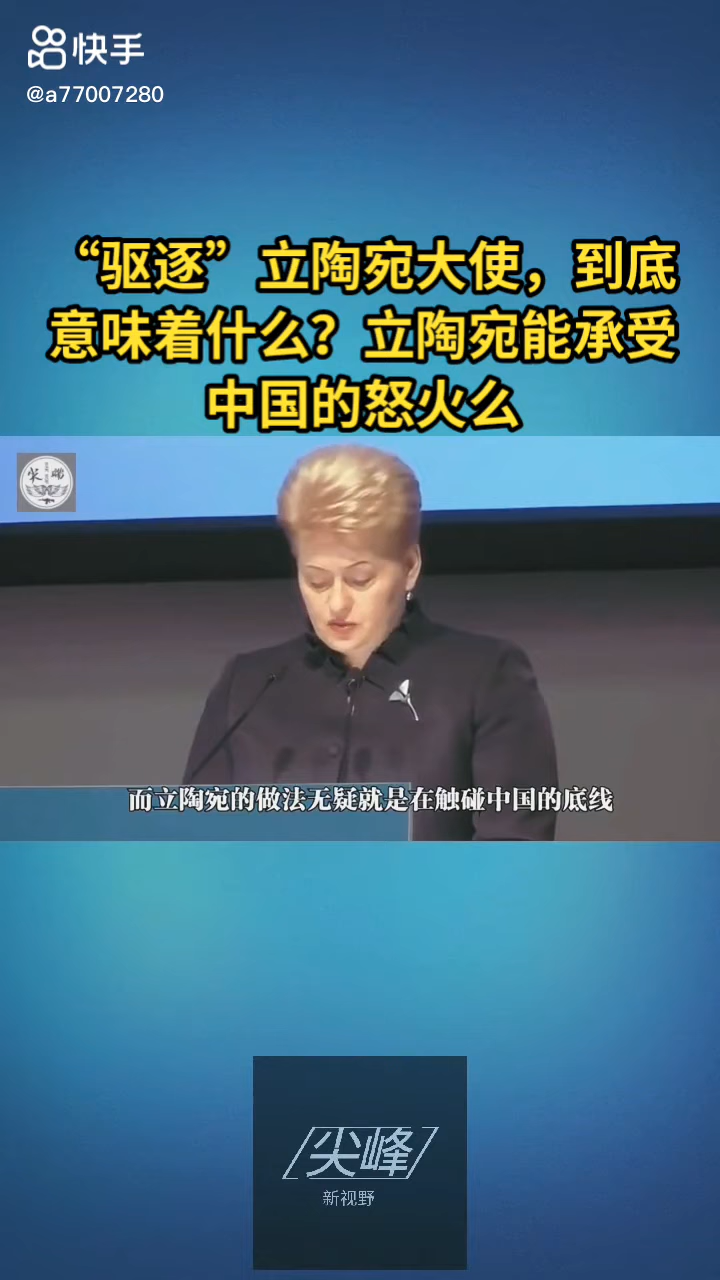 快手
@a77007280
“驱逐”立陶宛大使，到底
意味着什么？立陶宛能承受
中国的怒火么
尖端
而立陶宛的做法无疑就是在触碰中国的底线
尖峰
新视野